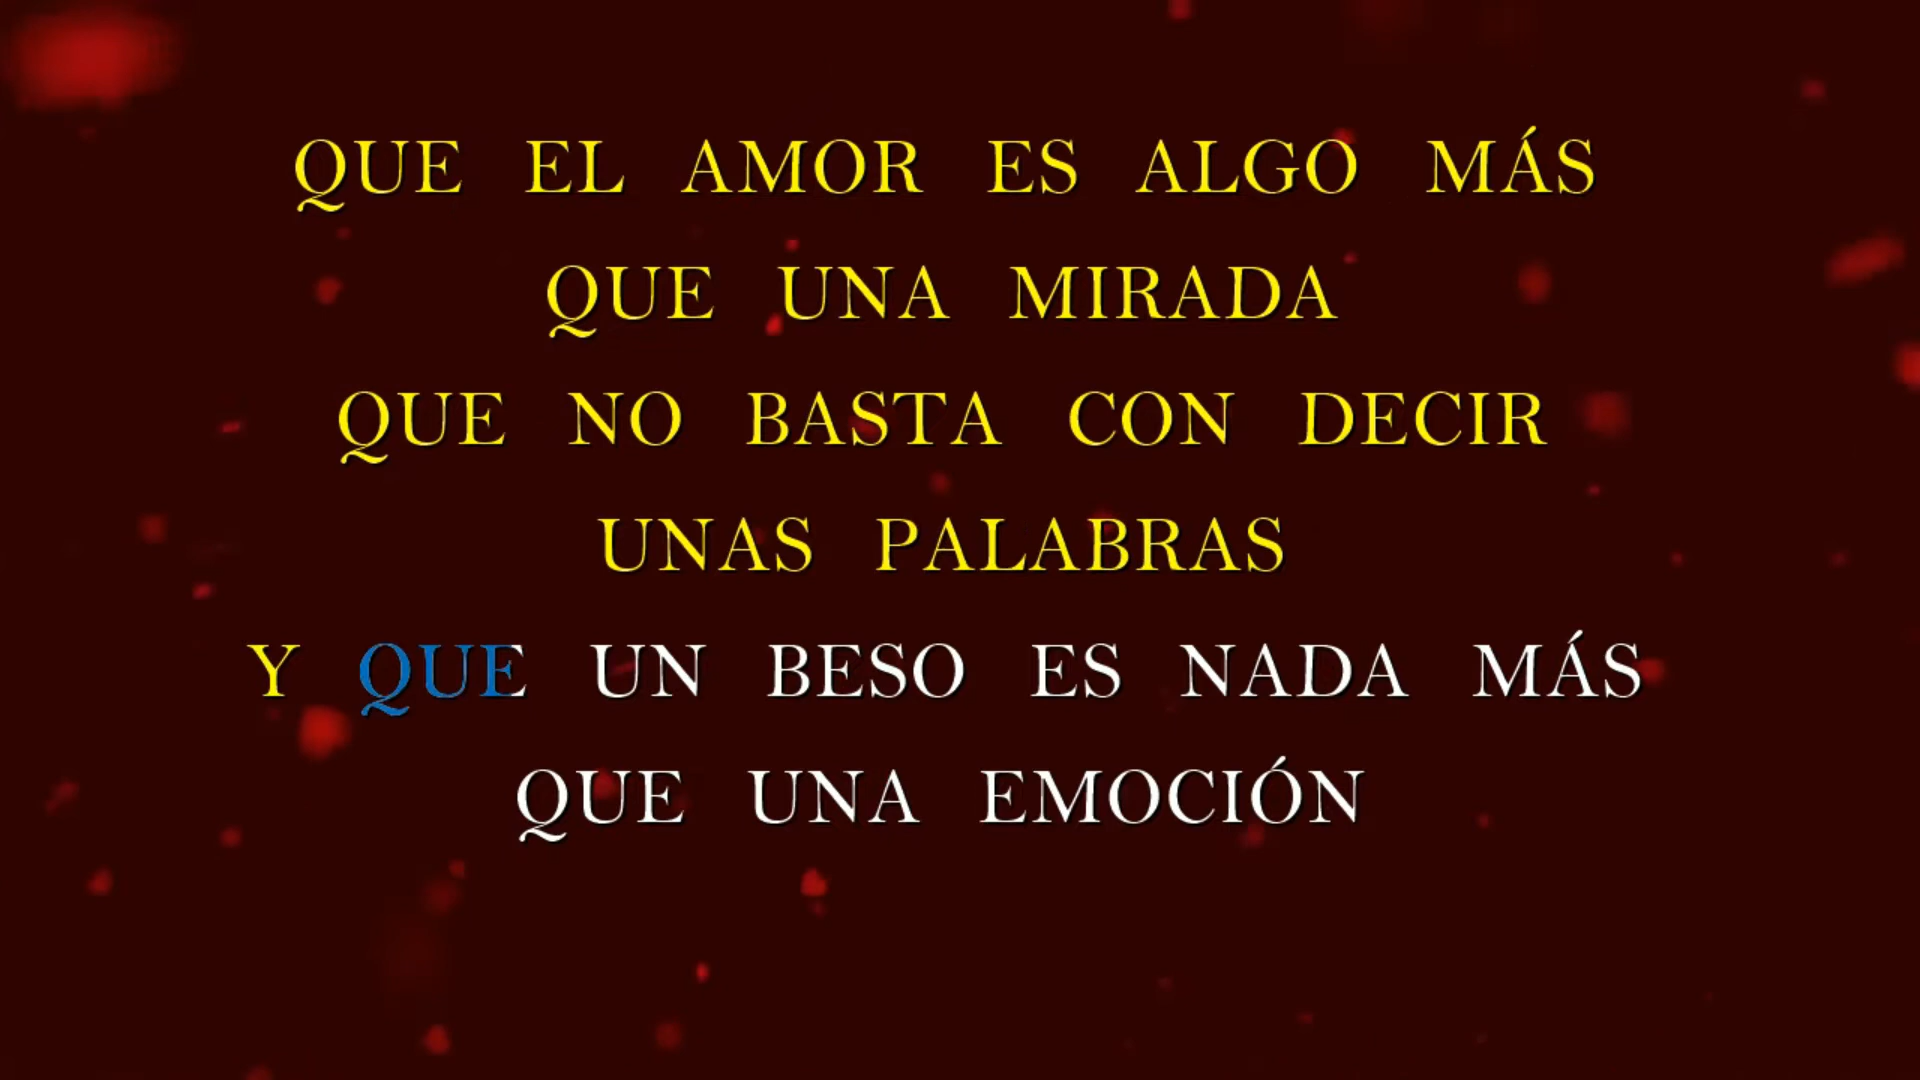 QUE EL AMOR ES ALGO MÁS
QUE UNA MIRADA
QUE NO BASTA CON DECIR
UNAS PALABRAS
Y QUE UN BESO ES NADA MÁS
QUE UNA EMOCIÓN